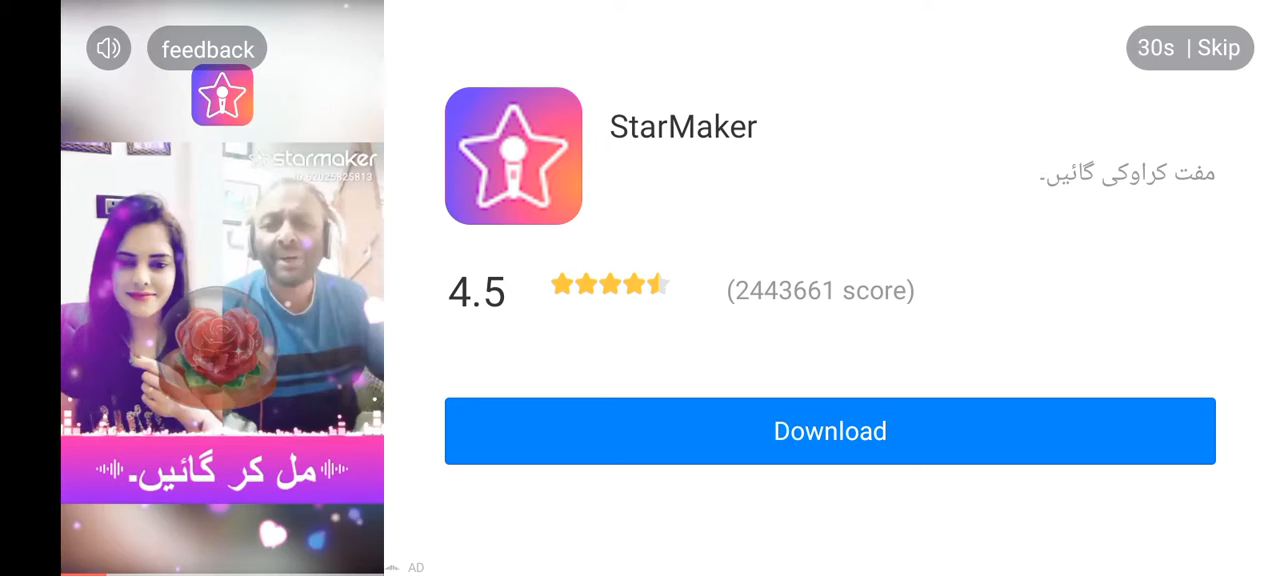 feedback
30s | Skip
StarMaker
مفت کراوکی گائیں۔
starmaker
4.5
(2443661 score)
Download
مل کر گائیں۔
AD